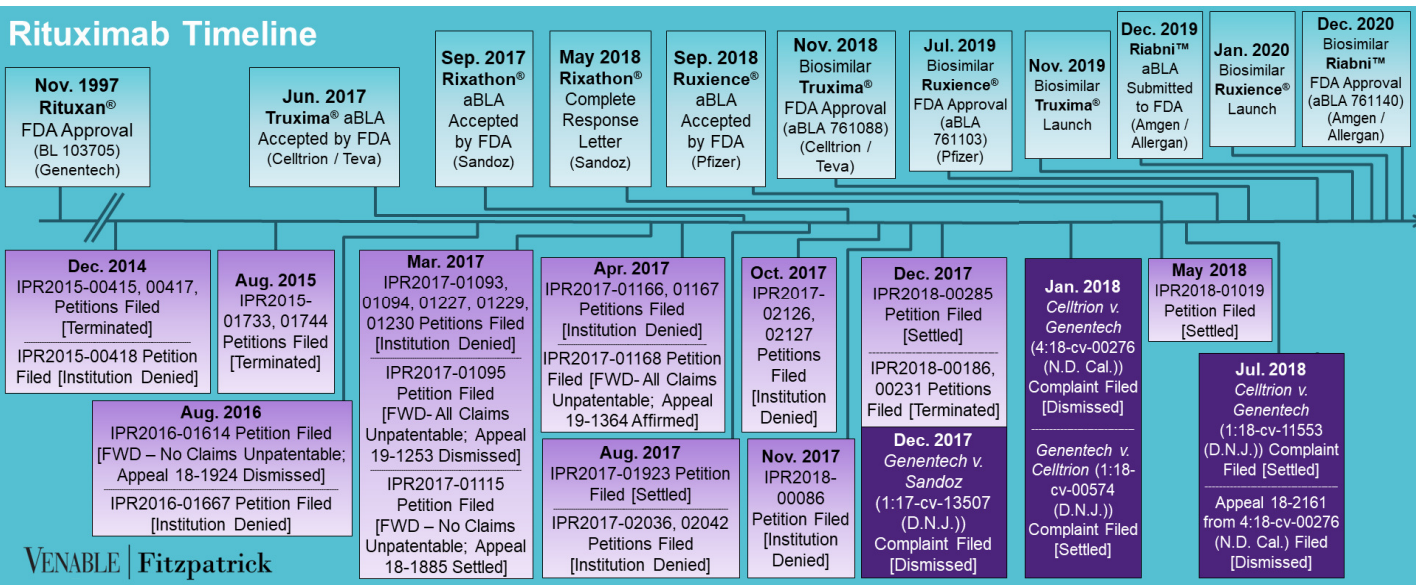 Rituximab Timeline
Nov. 1997
Rituxan®
FDA Approval
(BL 103705)
(Genentech)
Jun. 2017
Truxima® aBLA
Accepted by FDA
(Celltrion / Teva)
Sep. 2017
Rixathon®
aBLA
Accepted
by FDA
(Sandoz)
May 2018
Rixathon®
Complete
Response
Letter
(Sandoz)
Sep. 2018
Ruxience®
aBLA
Accepted
by FDA
(Pfizer)
Nov. 2018
Biosimilar
Truxima®
FDA Approval
(aBLA 761088)
(Celltrion /
Teva)
Jul. 2019
Biosimilar
Ruxience®
FDA Approval
(aBLA
761103)
(Pfizer)
Nov. 2019
Biosimilar
Truxima®
Launch
Dec. 2019
Riabni™
aBLA
Submitted
to FDA
(Amgen /
Allergan)
Jan. 2020
Biosimilar
Ruxience®
Launch
Dec. 2020
Biosimilar
Riabni™
FDA Approval
(aBLA 761140)
(Amgen /
Allergan)
Dec. 2014
IPR2015-00415, 00417,
Petitions Filed
[Terminated]
IPR2015-00418 Petition
Filed [Institution Denied]
Aug. 2015
IPR2015-
01733, 01744
Petitions Filed
[Terminated]
Aug. 2016
IPR2016-01614 Petition Filed
[FWD – No Claims Unpatentable;
Appeal 18-1924 Dismissed]
IPR2016-01667 Petition Filed
[Institution Denied]
Mar. 2017
IPR2017-01093,
01094, 01227, 01229,
01230 Petitions Filed
[Institution Denied]
IPR2017-01095
Petition Filed
[FWD- All Claims
Unpatentable; Appeal
19-1253 Dismissed]
IPR2017-01115
Petition Filed
[FWD – No Claims
Unpatentable; Appeal
18-1885 Settled]
Apr. 2017
IPR2017-01166, 01167
Petitions Filed
[Institution Denied]
IPR2017-01168 Petition
Filed [FWD- All Claims
Unpatentable; Appeal
19-1364 Affirmed]
Aug. 2017
IPR2017-01923 Petition
Filed [Settled]
IPR2017-02036, 02042
Petitions Filed
[Institution Denied]
Oct. 2017
IPR2017-
02126,
02127
Petitions
Filed
[Institution
Denied]
Nov. 2017
IPR2018-
00086
Petition Filed
[Institution
Denied]
Dec. 2017
IPR2018-00285
Petition Filed
[Settled]
IPR2018-00186,
00231 Petitions
Filed [Terminated]
Dec. 2017
Genentech v.
Sandoz
(1:17-cv-13507
(D.N.J.))
Complaint Filed
[Dismissed]
Jan. 2018
Celltrion v.
Genentech
(4:18-cv-00276
(N.D. Cal.))
Complaint Filed
[Dismissed]
Genentech v.
Celltrion (1:18-
cv-00574
(D.N.J.))
Complaint Filed
[Settled]
May 2018
IPR2018-01019
Petition Filed
[Settled]
Jul. 2018
Celltrion v.
Genentech
(1:18-cv-11553
(D.N.J.)) Complaint
Filed [Settled]
Appeal 18-2161
from 4:18-cv-00276
(N.D. Cal.) Filed
[Dismissed]
VENABLE | Fitzpatrick